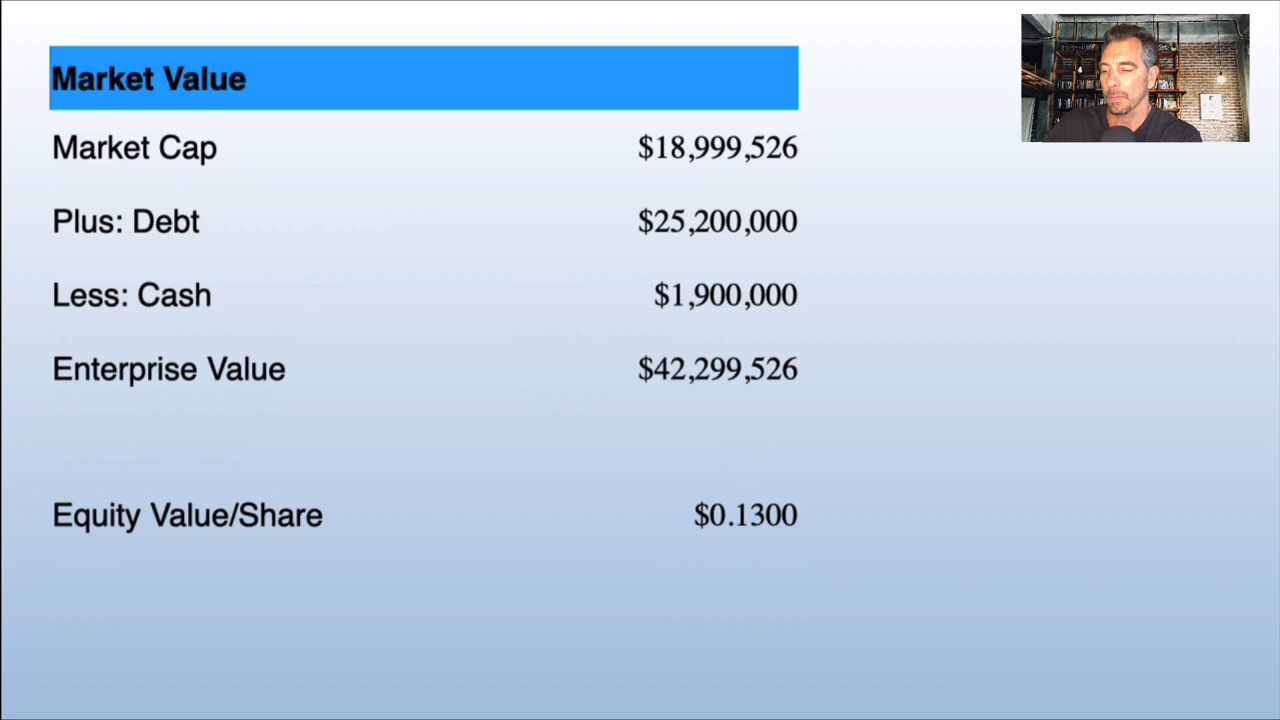 Market Value
Market Cap $18,999,526
Plus: Debt $25,200,000
Less: Cash $1,900,000
Enterprise Value $42,299,526
Equity Value/Share $0.1300